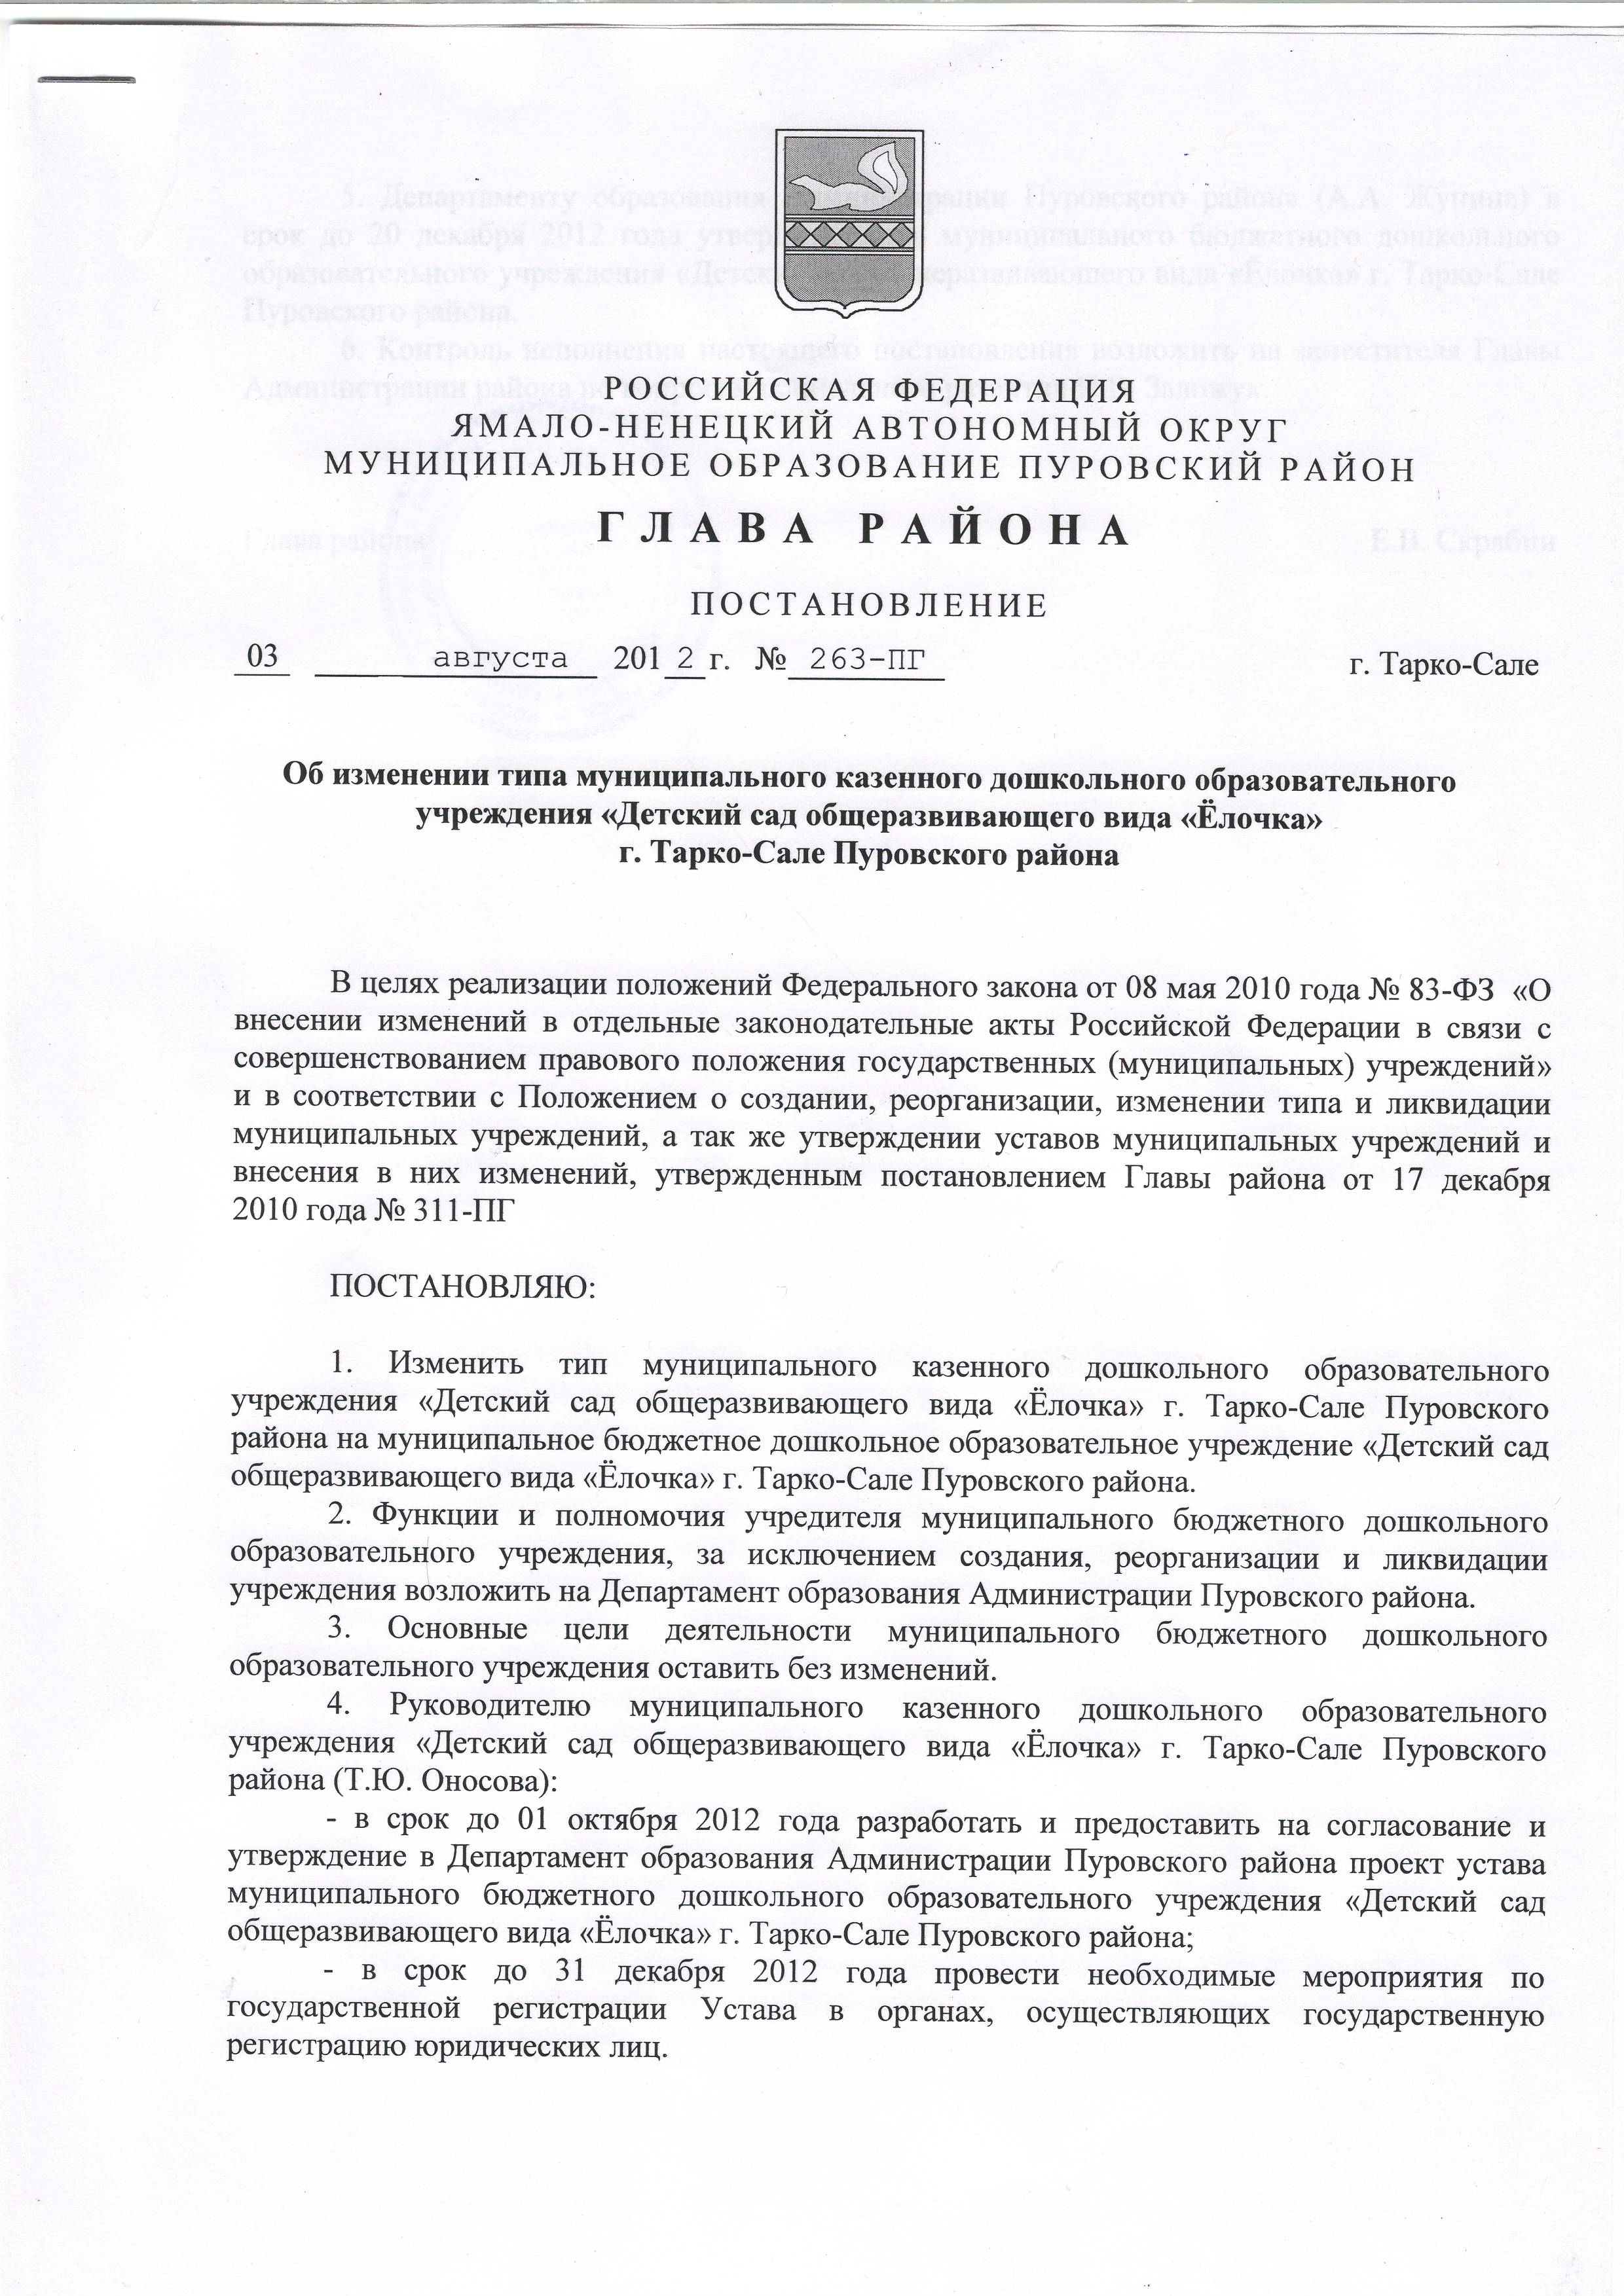 РОССИЙСКАЯ ФЕДЕРАЦИЯ
ЯМАЛО-НЕНЕЦКИЙ АВТОНОМНЫЙ ОКРУГ
МУНИЦИПАЛЬНОЕ ОБРАЗОВАНИЕ ПУРОВСКИЙ РАЙОН
ГЛАВА РАЙОНА
ПОСТАНОВЛЕНИЕ
03 августа 2012 г. № 263-ПГ г. Тарко-Сале
Об изменении типа муниципального казенного дошкольного образовательного
учреждения «Детский сад общеразвивающего вида «Ёлочка»
г. Тарко-Сале Пуровского района
В целях реализации положений Федерального закона от 08 мая 2010 года № 83-ФЗ «О
внесении изменений в отдельные законодательные акты Российской Федерации в связи с
совершенствованием правового положения государственных (муниципальных) учреждений»
и в соответствии с Положением о создании, реорганизации, изменении типа и ликвидации
муниципальных учреждений, а так же утверждении уставов муниципальных учреждений и
внесения в них изменений, утвержденным постановлением Главы района от 17 декабря
2010 года № 311-ПГ
ПОСТАНОВЛЯЮ:
1. Изменить тип муниципального казенного дошкольного образовательного
учреждения «Детский сад общеразвивающего вида «Ёлочка» г. Тарко-Сале Пуровского
района на муниципальное бюджетное дошкольное образовательное учреждение «Детский сад
общеразвивающего вида «Ёлочка» г. Тарко-Сале Пуровского района.
2. Функции и полномочия учредителя муниципального бюджетного дошкольного
образовательного учреждения, за исключением создания, реорганизации и ликвидации
учреждения возложить на Департамент образования Администрации Пуровского района.
3. Основные цели деятельности муниципального бюджетного дошкольного
образовательного учреждения оставить без изменений.
4. Руководителю муниципального казенного дошкольного образовательного
учреждения «Детский сад общеразвивающего вида «Ёлочка» г. Тарко-Сале Пуровского
района (Т.Ю. Оносова):
- в срок до 01 октября 2012 года разработать и предоставить на согласование и
утверждение в Департамент образования Администрации Пуровского района проект устава
муниципального бюджетного дошкольного образовательного учреждения «Детский сад
общеразвивающего вида «Ёлочка» г. Тарко-Сале Пуровского района;
- в срок до 31 декабря 2012 года провести необходимые мероприятия по
государственной регистрации Устава в органах, осуществляющих государственную
регистрацию юридических лиц.